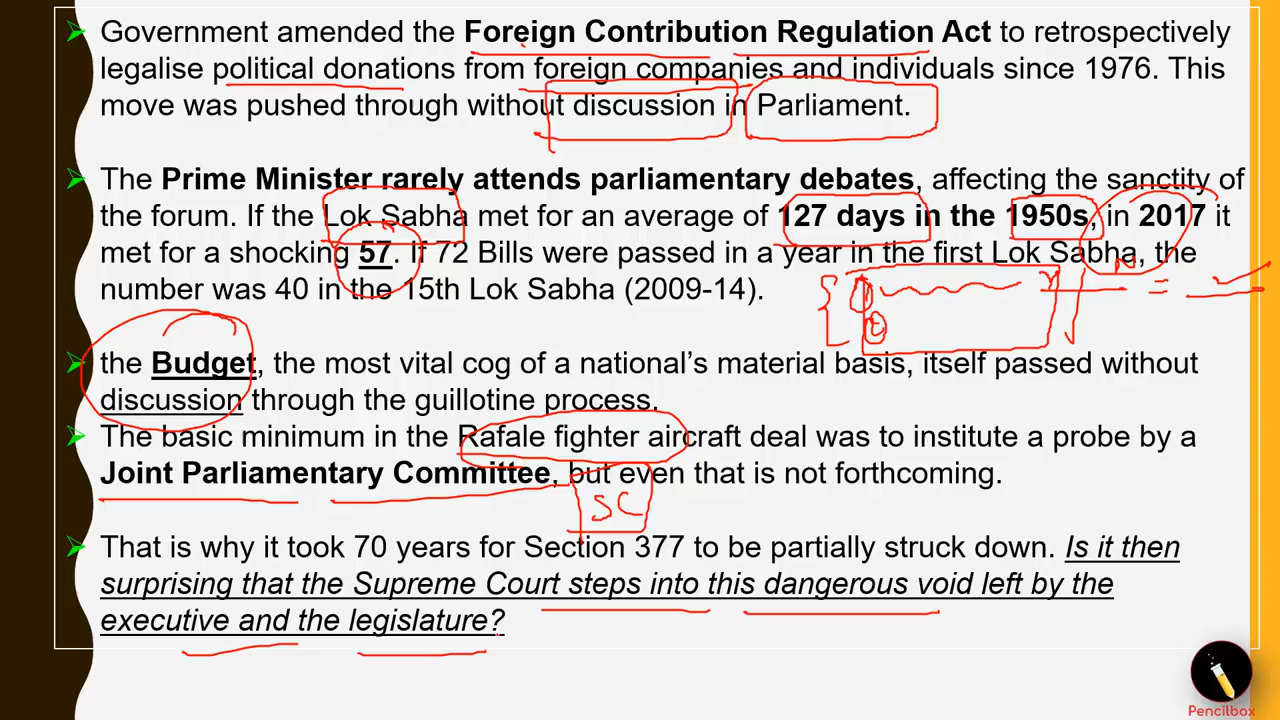 Government amended the Foreign Contribution Regulation Act to retrospectively
legalise political donations from foreign companies and individuals since 1976. This
move was pushed through without discussion in Parliament.
The Prime Minister rarely attends parliamentary debates, affecting the sanctity of
the forum. If the Lok Sabha met for an average of 127 days in the 1950s, in 2017 it
met for a shocking 57. If 72 Bills were passed in a year in the first Lok Sabha, the
number was 40 in the 15th Lok Sabha (2009-14).
the Budget, the most vital cog of a national's material basis, itself passed without
discussion through the guillotine process.
The basic minimum in the Rafale fighter aircraft deal was to institute a probe by a
Joint Parliamentary Committee, but even that is not forthcoming.
SC
That is why it took 70 years for Section 377 to be partially struck down. Is it then
surprising that the Supreme Court steps into this dangerous void left by the
executive and the legislature?
Pencilbox